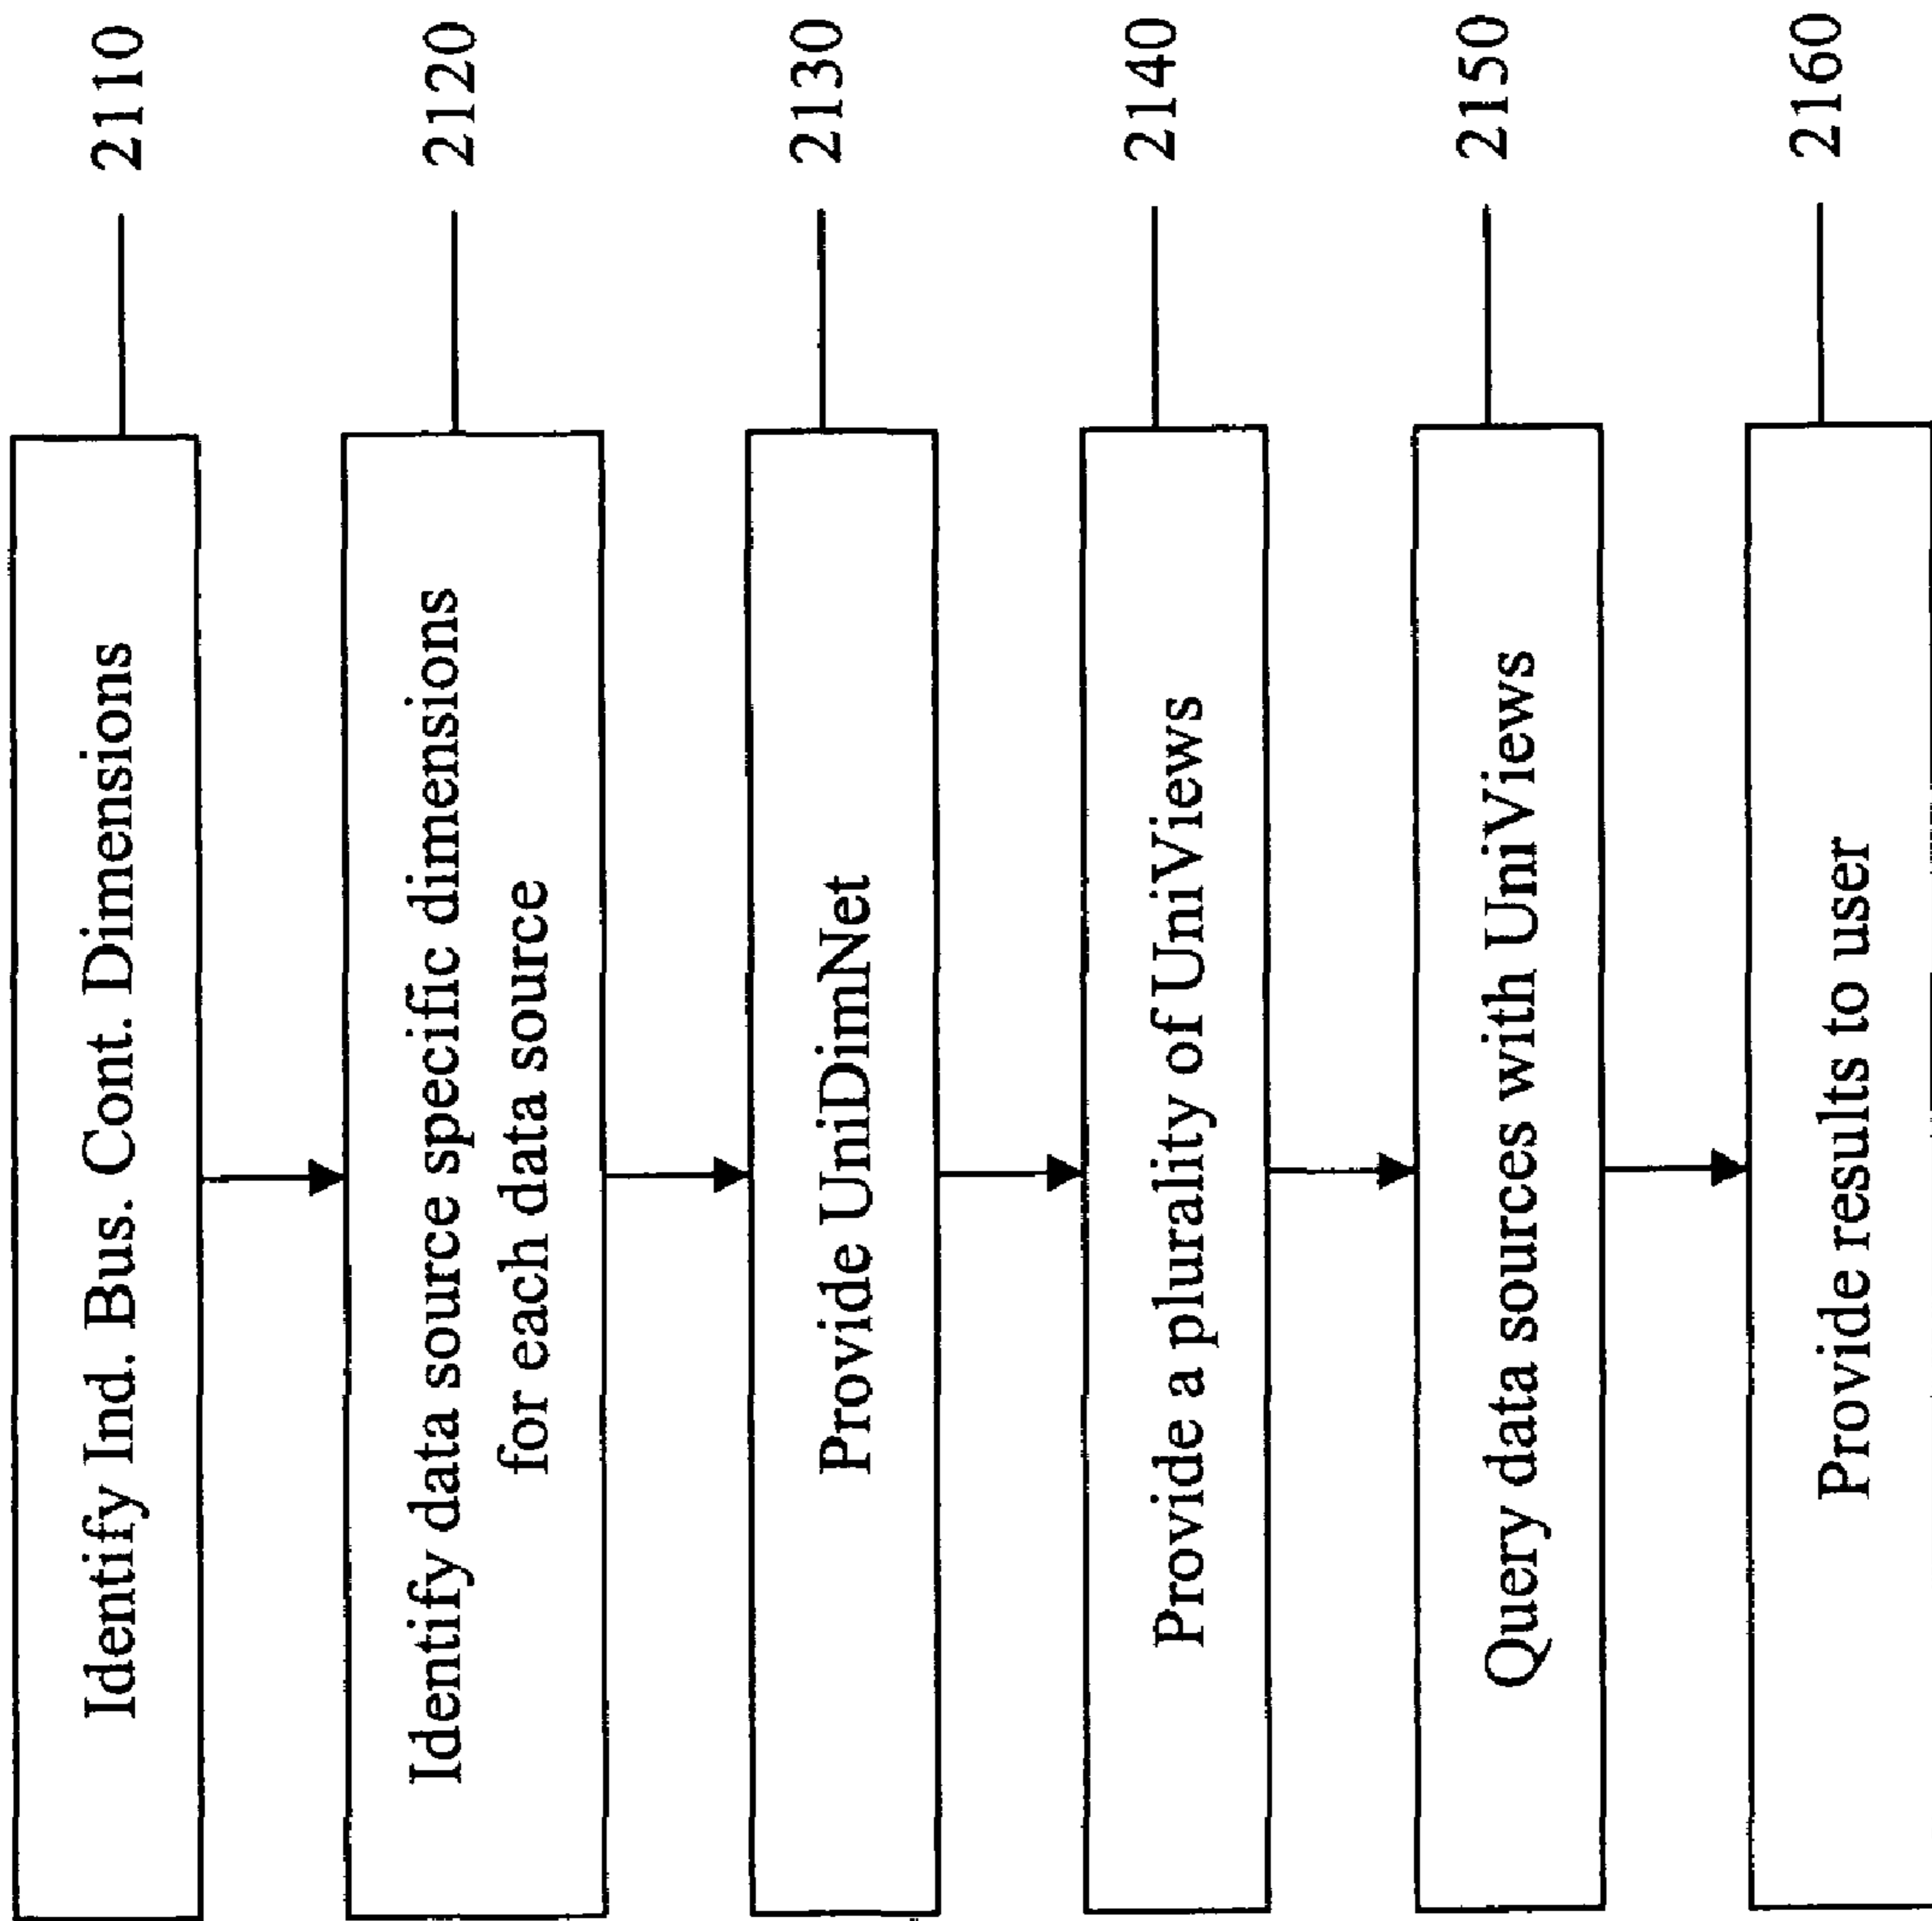 Identify Ind. Bus. Cont. Dimensions
2110
Identify data source specific dimensions
for each data source
2120
Provide UniDimNet
2130
Provide a plurality of UniViews
2140
Query data sources with UniViews
2150
Provide results to user
2160